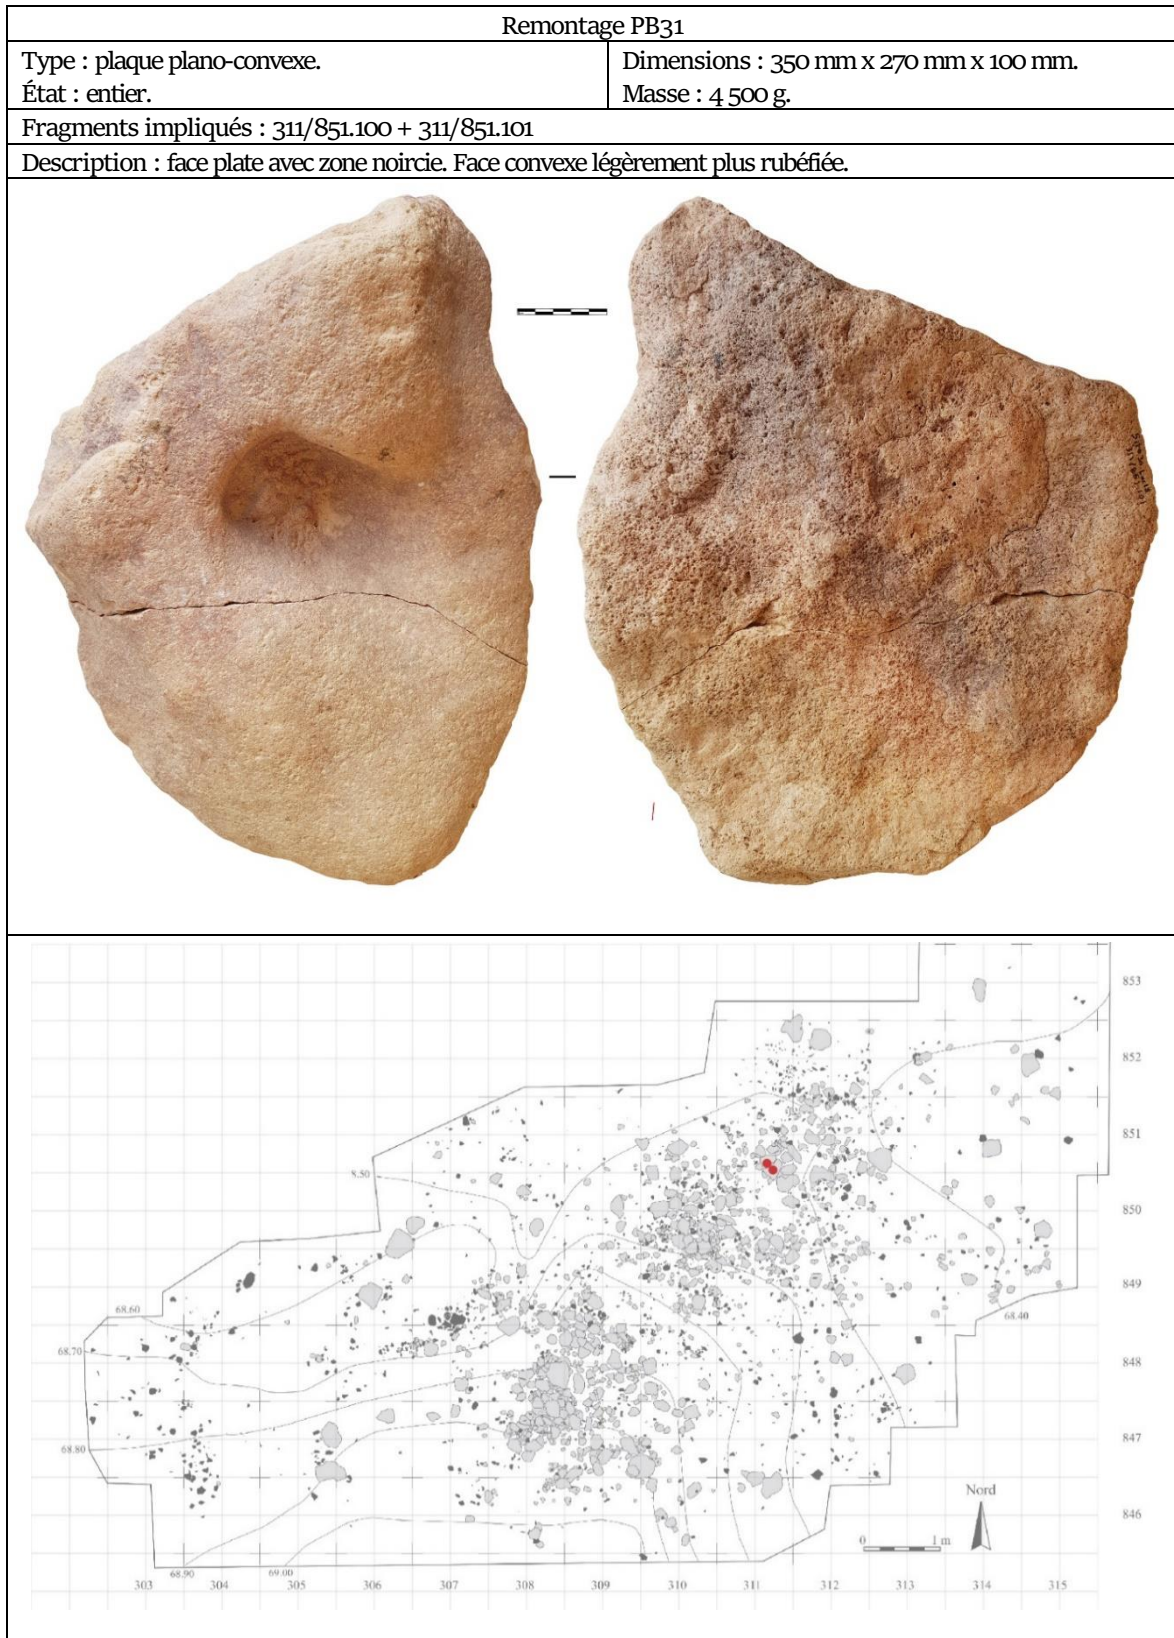 Remontage PB31
Type : plaque plano-convexe.
État : entier.
Dimensions : 350 mm x 270 mm x 100 mm.
Masse : 4 500 g.
Fragments impliqués : 311/851.100 + 311/851.101
Description : face plate avec zone noircie. Face convexe légèrement plus rubéfiée.
853
852
851
8.50
850
849
68.60
68.40
68.70
848
68.80
847
Nord
846
0 1 m
68.90 69.00
303 304 305 306 307 308 309 310 311 312 313 314 315